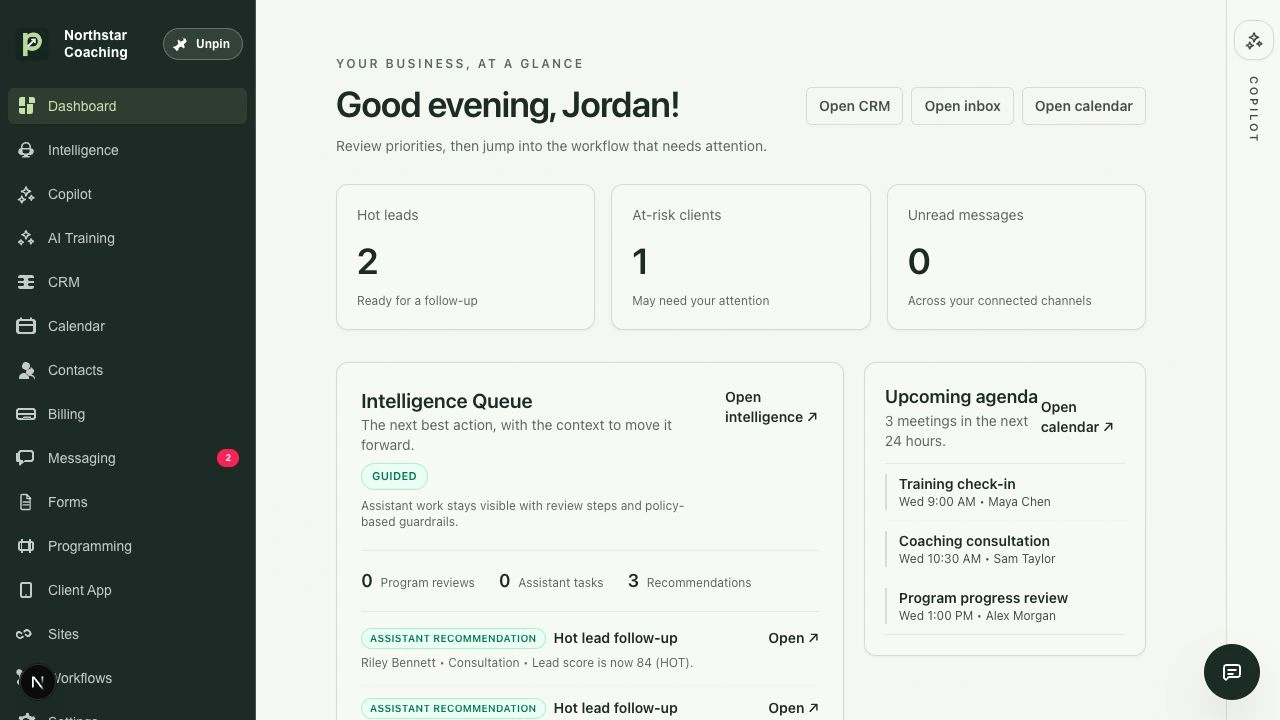 Northstar
Coaching
Unpin
Dashboard
Intelligence
Copilot
AI Training
CRM
Calendar
Contacts
Billing
Messaging
2
Forms
Programming
Client App
Sites
Workflows
Settings
N
YOUR BUSINESS, AT A GLANCE
Good evening, Jordan!
Open CRM
Open inbox
Open calendar
Review priorities, then jump into the workflow that needs attention.
Hot leads
2
Ready for a follow-up
At-risk clients
1
May need your attention
Unread messages
0
Across your connected channels
Intelligence Queue
The next best action, with the context to move it
forward.
GUIDED
Assistant work stays visible with review steps and policy-
based guardrails.
Open
intelligence ↗
0 Program reviews 0 Assistant tasks 3 Recommendations
ASSISTANT RECOMMENDATION Hot lead follow-up Open ↗
Riley Bennett • Consultation • Lead score is now 84 (HOT).
ASSISTANT RECOMMENDATION Hot lead follow-up Open ↗
Upcoming agenda
3 meetings in the next
24 hours.
Open
calendar ↗
Training check-in
Wed 9:00 AM • Maya Chen
Coaching consultation
Wed 10:30 AM • Sam Taylor
Program progress review
Wed 1:00 PM • Alex Morgan
COPILOT